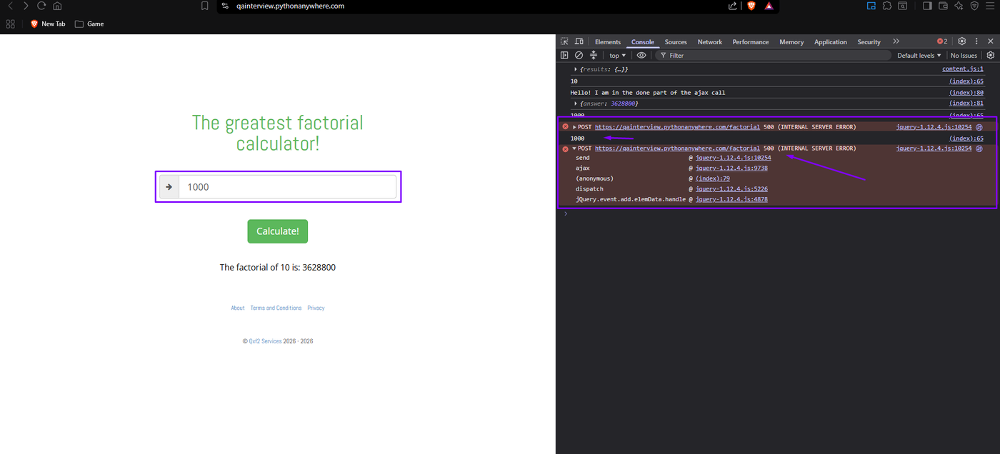 qainterview.pythonanywhere.com
New Tab Game
The greatest factorial
calculator!
1000
Calculate!
The factorial of 10 is: 3628800
About Terms and Conditions Privacy
© Qxf2 Services 2026 - 2026
Elements Console Sources Network Performance Memory Application Security 2
top Filter Default levels No Issues
{results: {…}} content.js:1
10 (index):65
Hello! I am in the done part of the ajax call (index):80
{answer: 3628800} (index):81
1000 (index):65
POST https://qainterview.pythonanywhere.com/factorial 500 (INTERNAL SERVER ERROR) jquery-1.12.4.js:10254
1000 (index):65
POST https://qainterview.pythonanywhere.com/factorial 500 (INTERNAL SERVER ERROR) jquery-1.12.4.js:10254
send @ jquery-1.12.4.js:10254
ajax @ jquery-1.12.4.js:9738
(anonymous) @ (index):79
dispatch @ jquery-1.12.4.js:5226
jQuery.event.add.elemData.handle @ jquery-1.12.4.js:4878